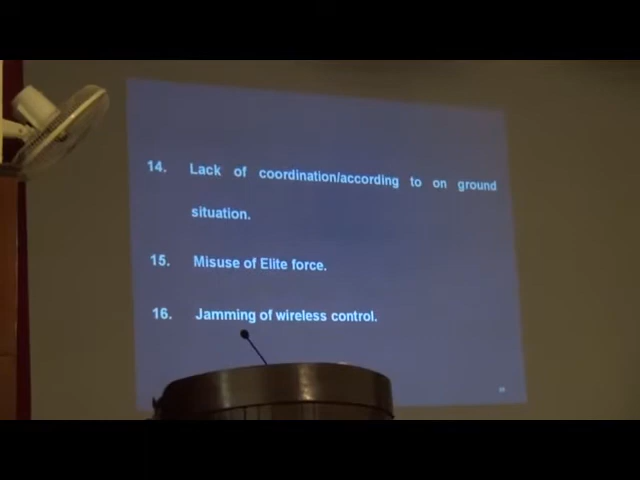 14. Lack of coordination/according to on ground
situation.
15. Misuse of Elite force.
16. Jamming of wireless control.